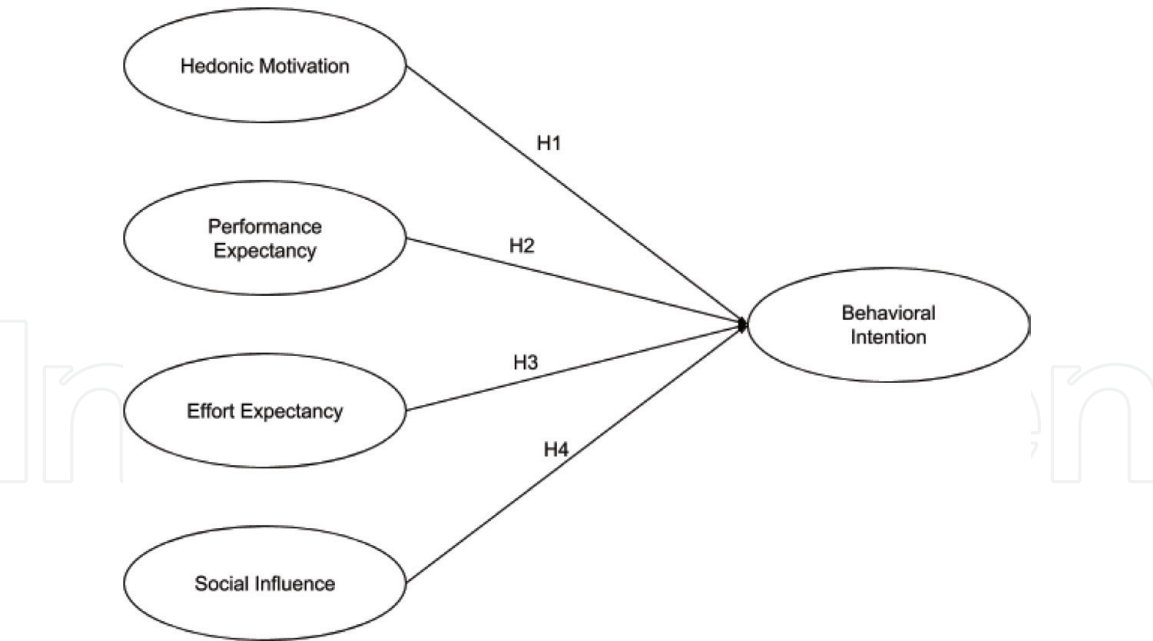 Hedonic Motivation
H1
Performance
Expectancy
H2
Behavioral
Intention
H3
Effort Expectancy
H4
Social Influence